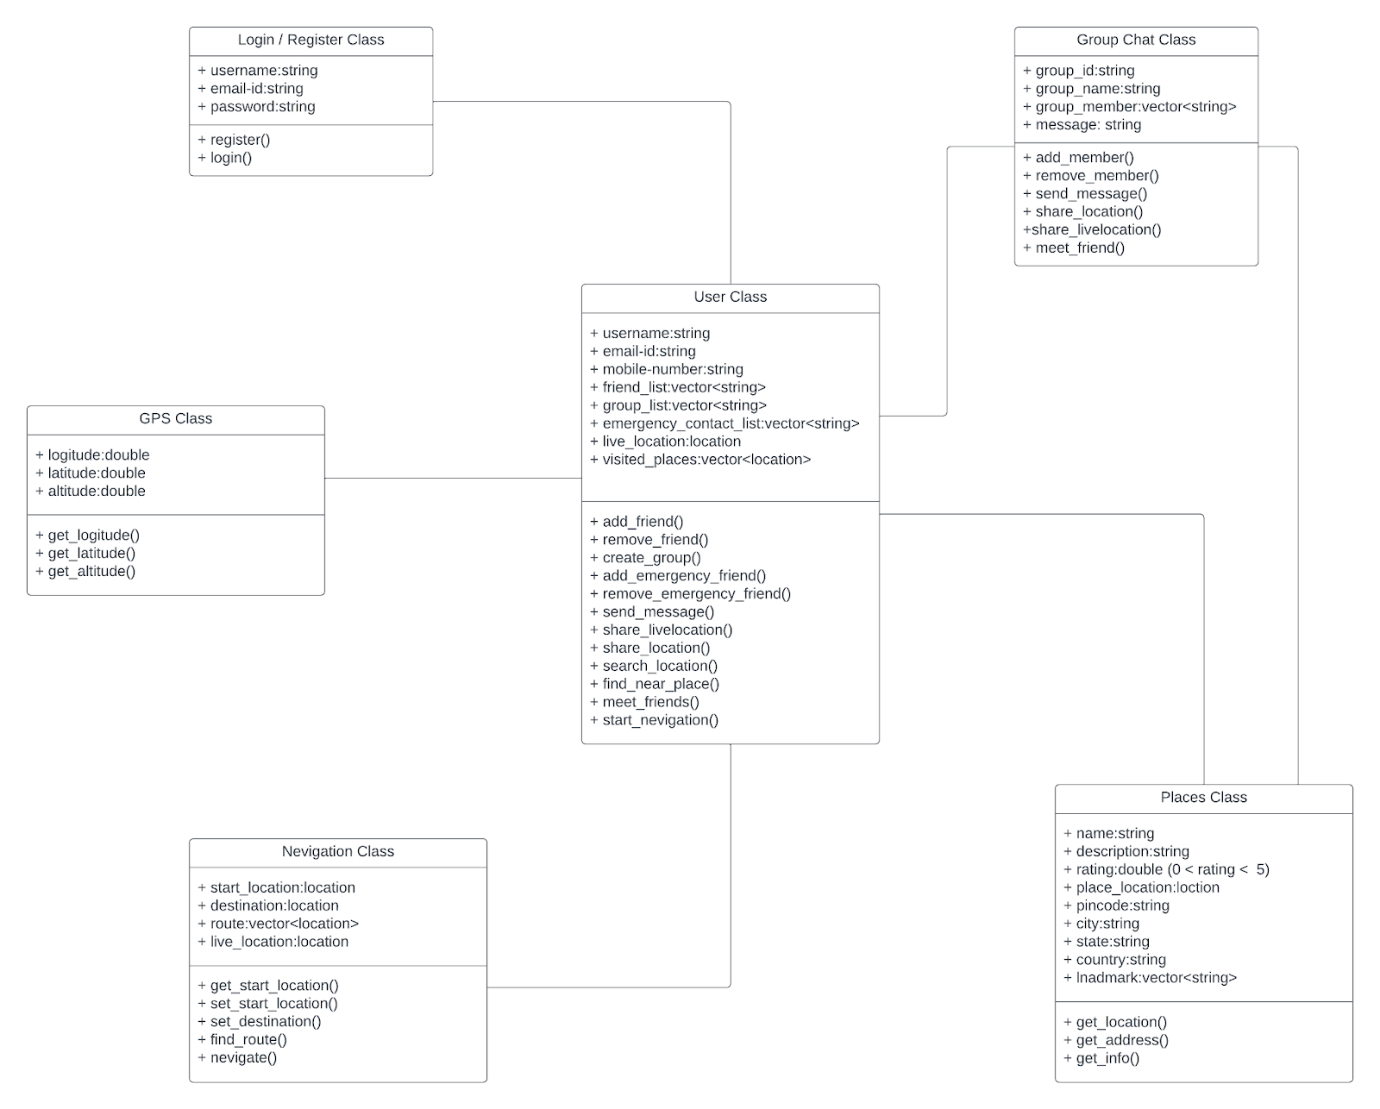 Login / Register Class
+ username:string
+ email-id:string
+ password:string
+ register()
+ login()
Group Chat Class
+ group_id:string
+ group_name:string
+ group_member:vector<string>
+ message: string
+ add_member()
+ remove_member()
+ send_message()
+ share_location()
+share_livelocation()
+ meet_friend()
User Class
+ username:string
+ email-id:string
+ mobile-number:string
+ friend_list:vector<string>
+ group_list:vector<string>
+ emergency_contact_list:vector<string>
+ live_location:location
+ visited_places:vector<location>
+ add_friend()
+ remove_friend()
+ create_group()
+ add_emergency_friend()
+ remove_emergency_friend()
+ send_message()
+ share_livelocation()
+ share_location()
+ search_location()
+ find_near_place()
+ meet_friends()
+ start_nevigation()
GPS Class
+ logitude:double
+ latitude:double
+ altitude:double
+ get_logitude()
+ get_latitude()
+ get_altitude()
Nevigation Class
+ start_location:location
+ destination:location
+ route:vector<location>
+ live_location:location
+ get_start_location()
+ set_start_location()
+ set_destination()
+ find_route()
+ nevigate()
Places Class
+ name:string
+ description:string
+ rating:double (0 < rating <  5)
+ place_location:loction
+ pincode:string
+ city:string
+ state:string
+ country:string
+ lnadmark:vector<string>
+ get_location()
+ get_address()
+ get_info()